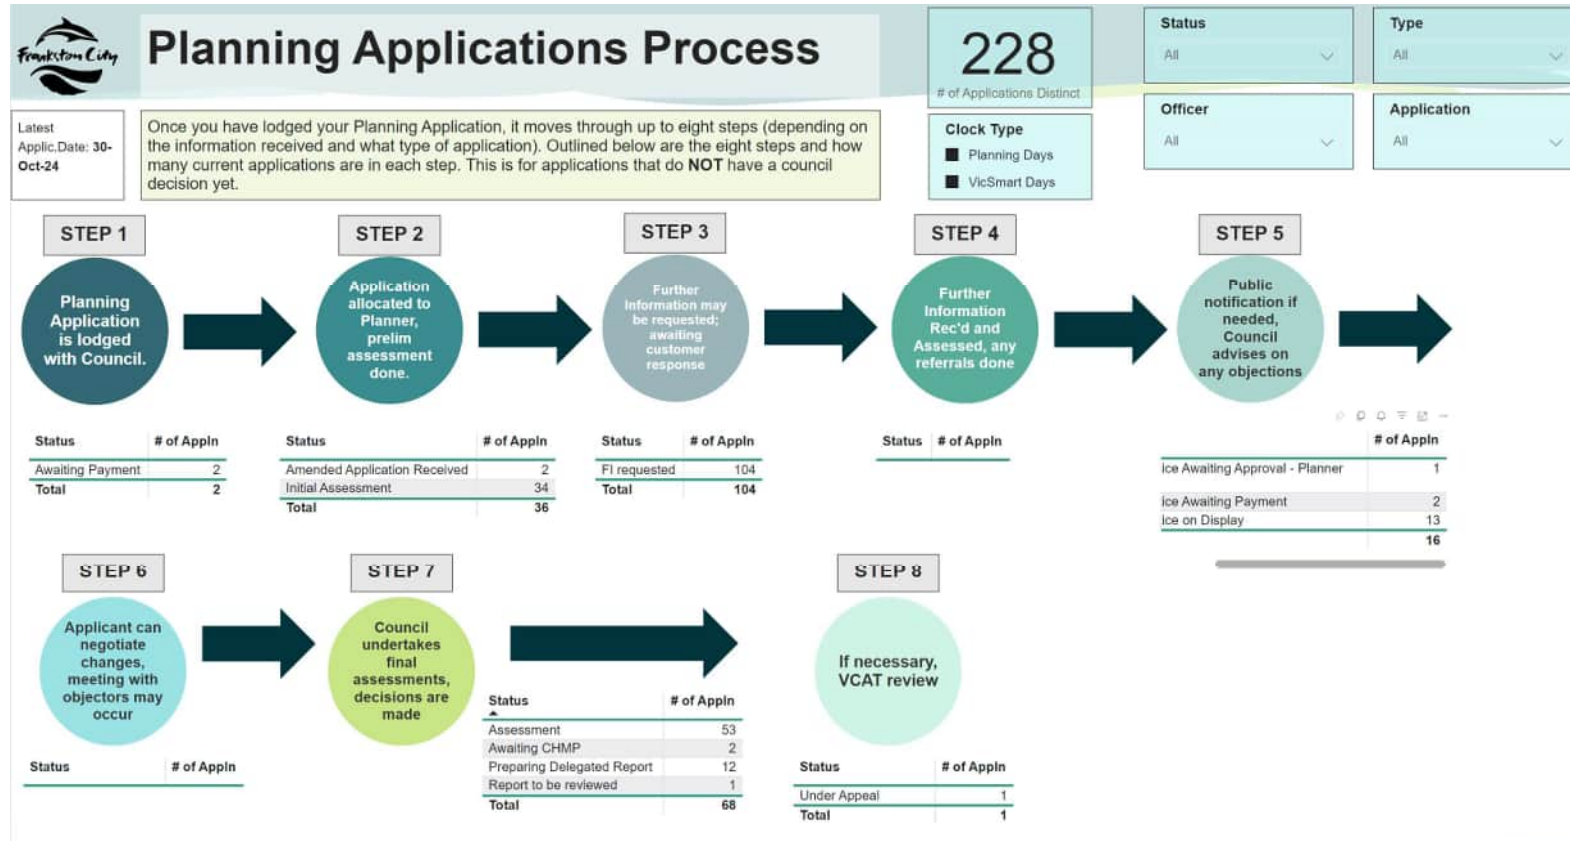 Frankston City
Planning Applications Process
228
# of Applications Distinct
Status
All
Type
All
Officer
All
Application
All
Clock Type
Planning Days
VicSmart Days
Latest
Applic,Date: 30-
Oct-24
Once you have lodged your Planning Application, it moves through up to eight steps (depending on
the information received and what type of application). Outlined below are the eight steps and how
many current applications are in each step. This is for applications that do NOT have a council
decision yet.
STEP 1
Planning
Application
is lodged
with Council.
Status # of Appln
Awaiting Payment 2
Total 2
STEP 2
Application
allocated to
Planner,
prelim
assessment
done.
Status # of Appln
Amended Application Received 2
Initial Assessment 34
Total 36
STEP 3
Further
Information may
be requested;
awaiting
customer
response
Status # of Appln
FI requested 104
Total 104
STEP 4
Further
Information
Rec'd and
Assessed, any
referrals done
Status # of Appln
STEP 5
Public
notification if
needed,
Council
advises on
any objections
# of Appln
ice Awaiting Approval - Planner 1
ice Awaiting Payment 2
ice on Display 13
16
STEP 6
Applicant can
negotiate
changes,
meeting with
objectors may
occur
Status # of Appln
STEP 7
Council
undertakes
final
assessments,
decisions are
made
Status # of Appln
Assessment 53
Awaiting CHMP 2
Preparing Delegated Report 12
Report to be reviewed 1
Total 68
STEP 8
If necessary,
VCAT review
Status # of Appln
Under Appeal 1
Total 1